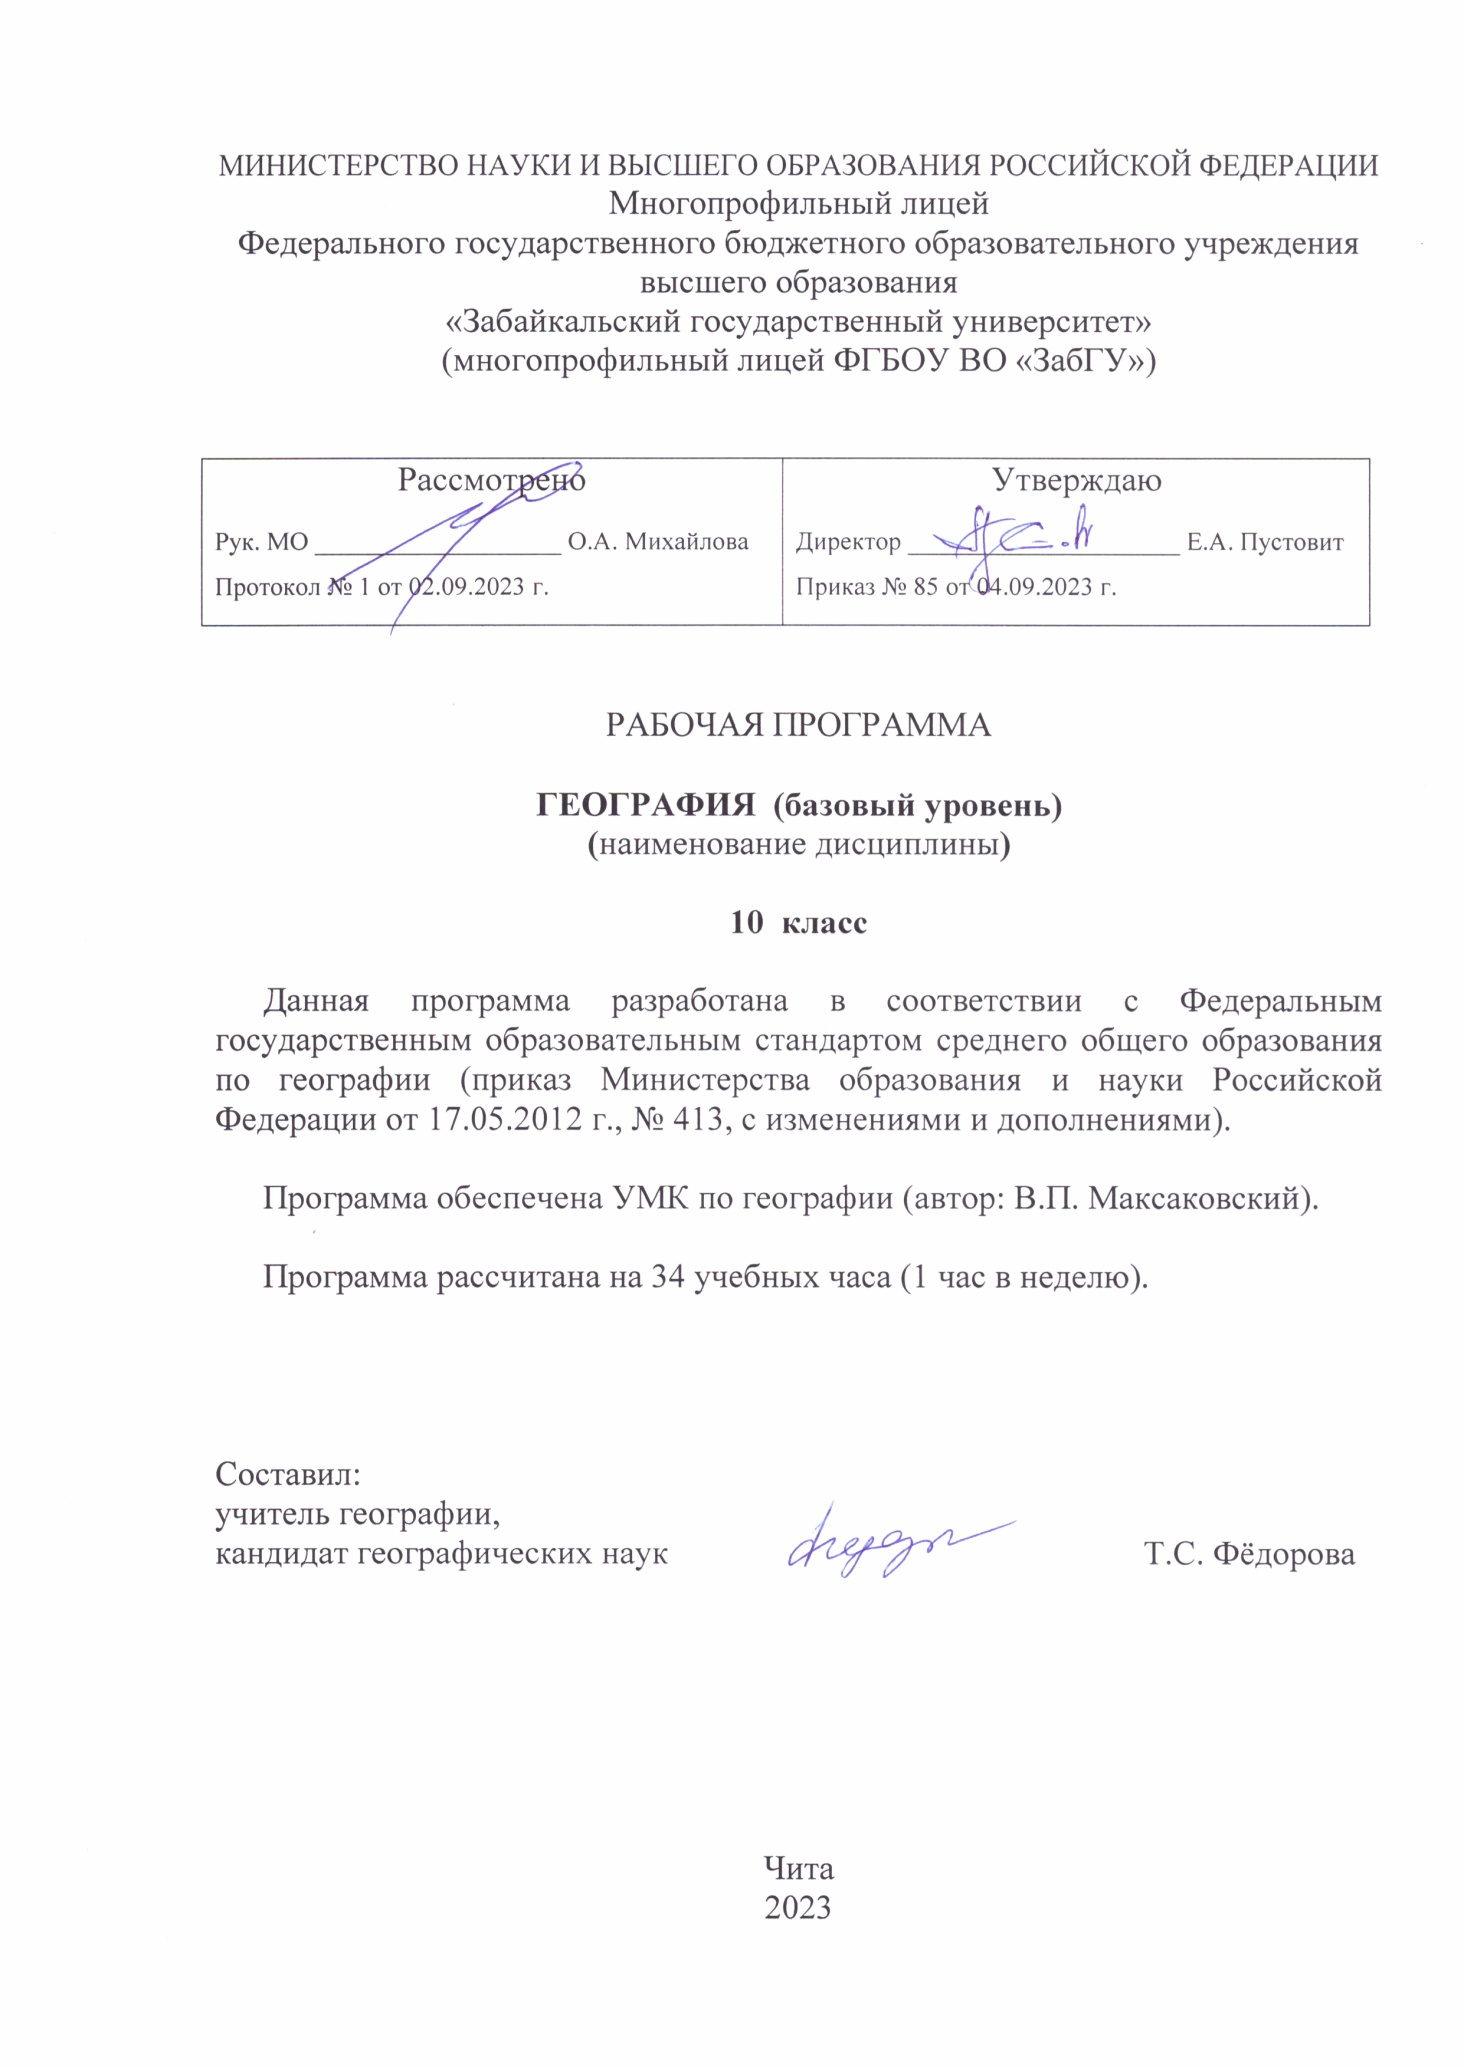 МИНИСТЕРСТВО НАУКИ И ВЫСШЕГО ОБРАЗОВАНИЯ РОССИЙСКОЙ ФЕДЕРАЦИИ
Многопрофильный лицей
Федерального государственного бюджетного образовательного учреждения
высшего образования
«Забайкальский государственный университет»
(многопрофильный лицей ФГБОУ ВО «ЗабГУ»)
Рассмотрено
Рук. МО ___________________ О.А. Михайлова
Протокол № 1 от 02.09.2023 г.
Утверждаю
Директор _____________________ Е.А. Пустовит
Приказ № 85 от 04.09.2023 г.
РАБОЧАЯ ПРОГРАММА
ГЕОГРАФИЯ (базовый уровень)
(наименование дисциплины)
10 класс
Данная программа разработана в соответствии с Федеральным
государственным образовательным стандартом среднего общего образования
по географии (приказ Министерства образования и науки Российской
Федерации от 17.05.2012 г., № 413, с изменениями и дополнениями).
Программа обеспечена УМК по географии (автор: В.П. Максаковский).
Программа рассчитана на 34 учебных часа (1 час в неделю).
Составил:
учитель географии,
кандидат географических наук Т.С. Фёдорова
Чита
2023